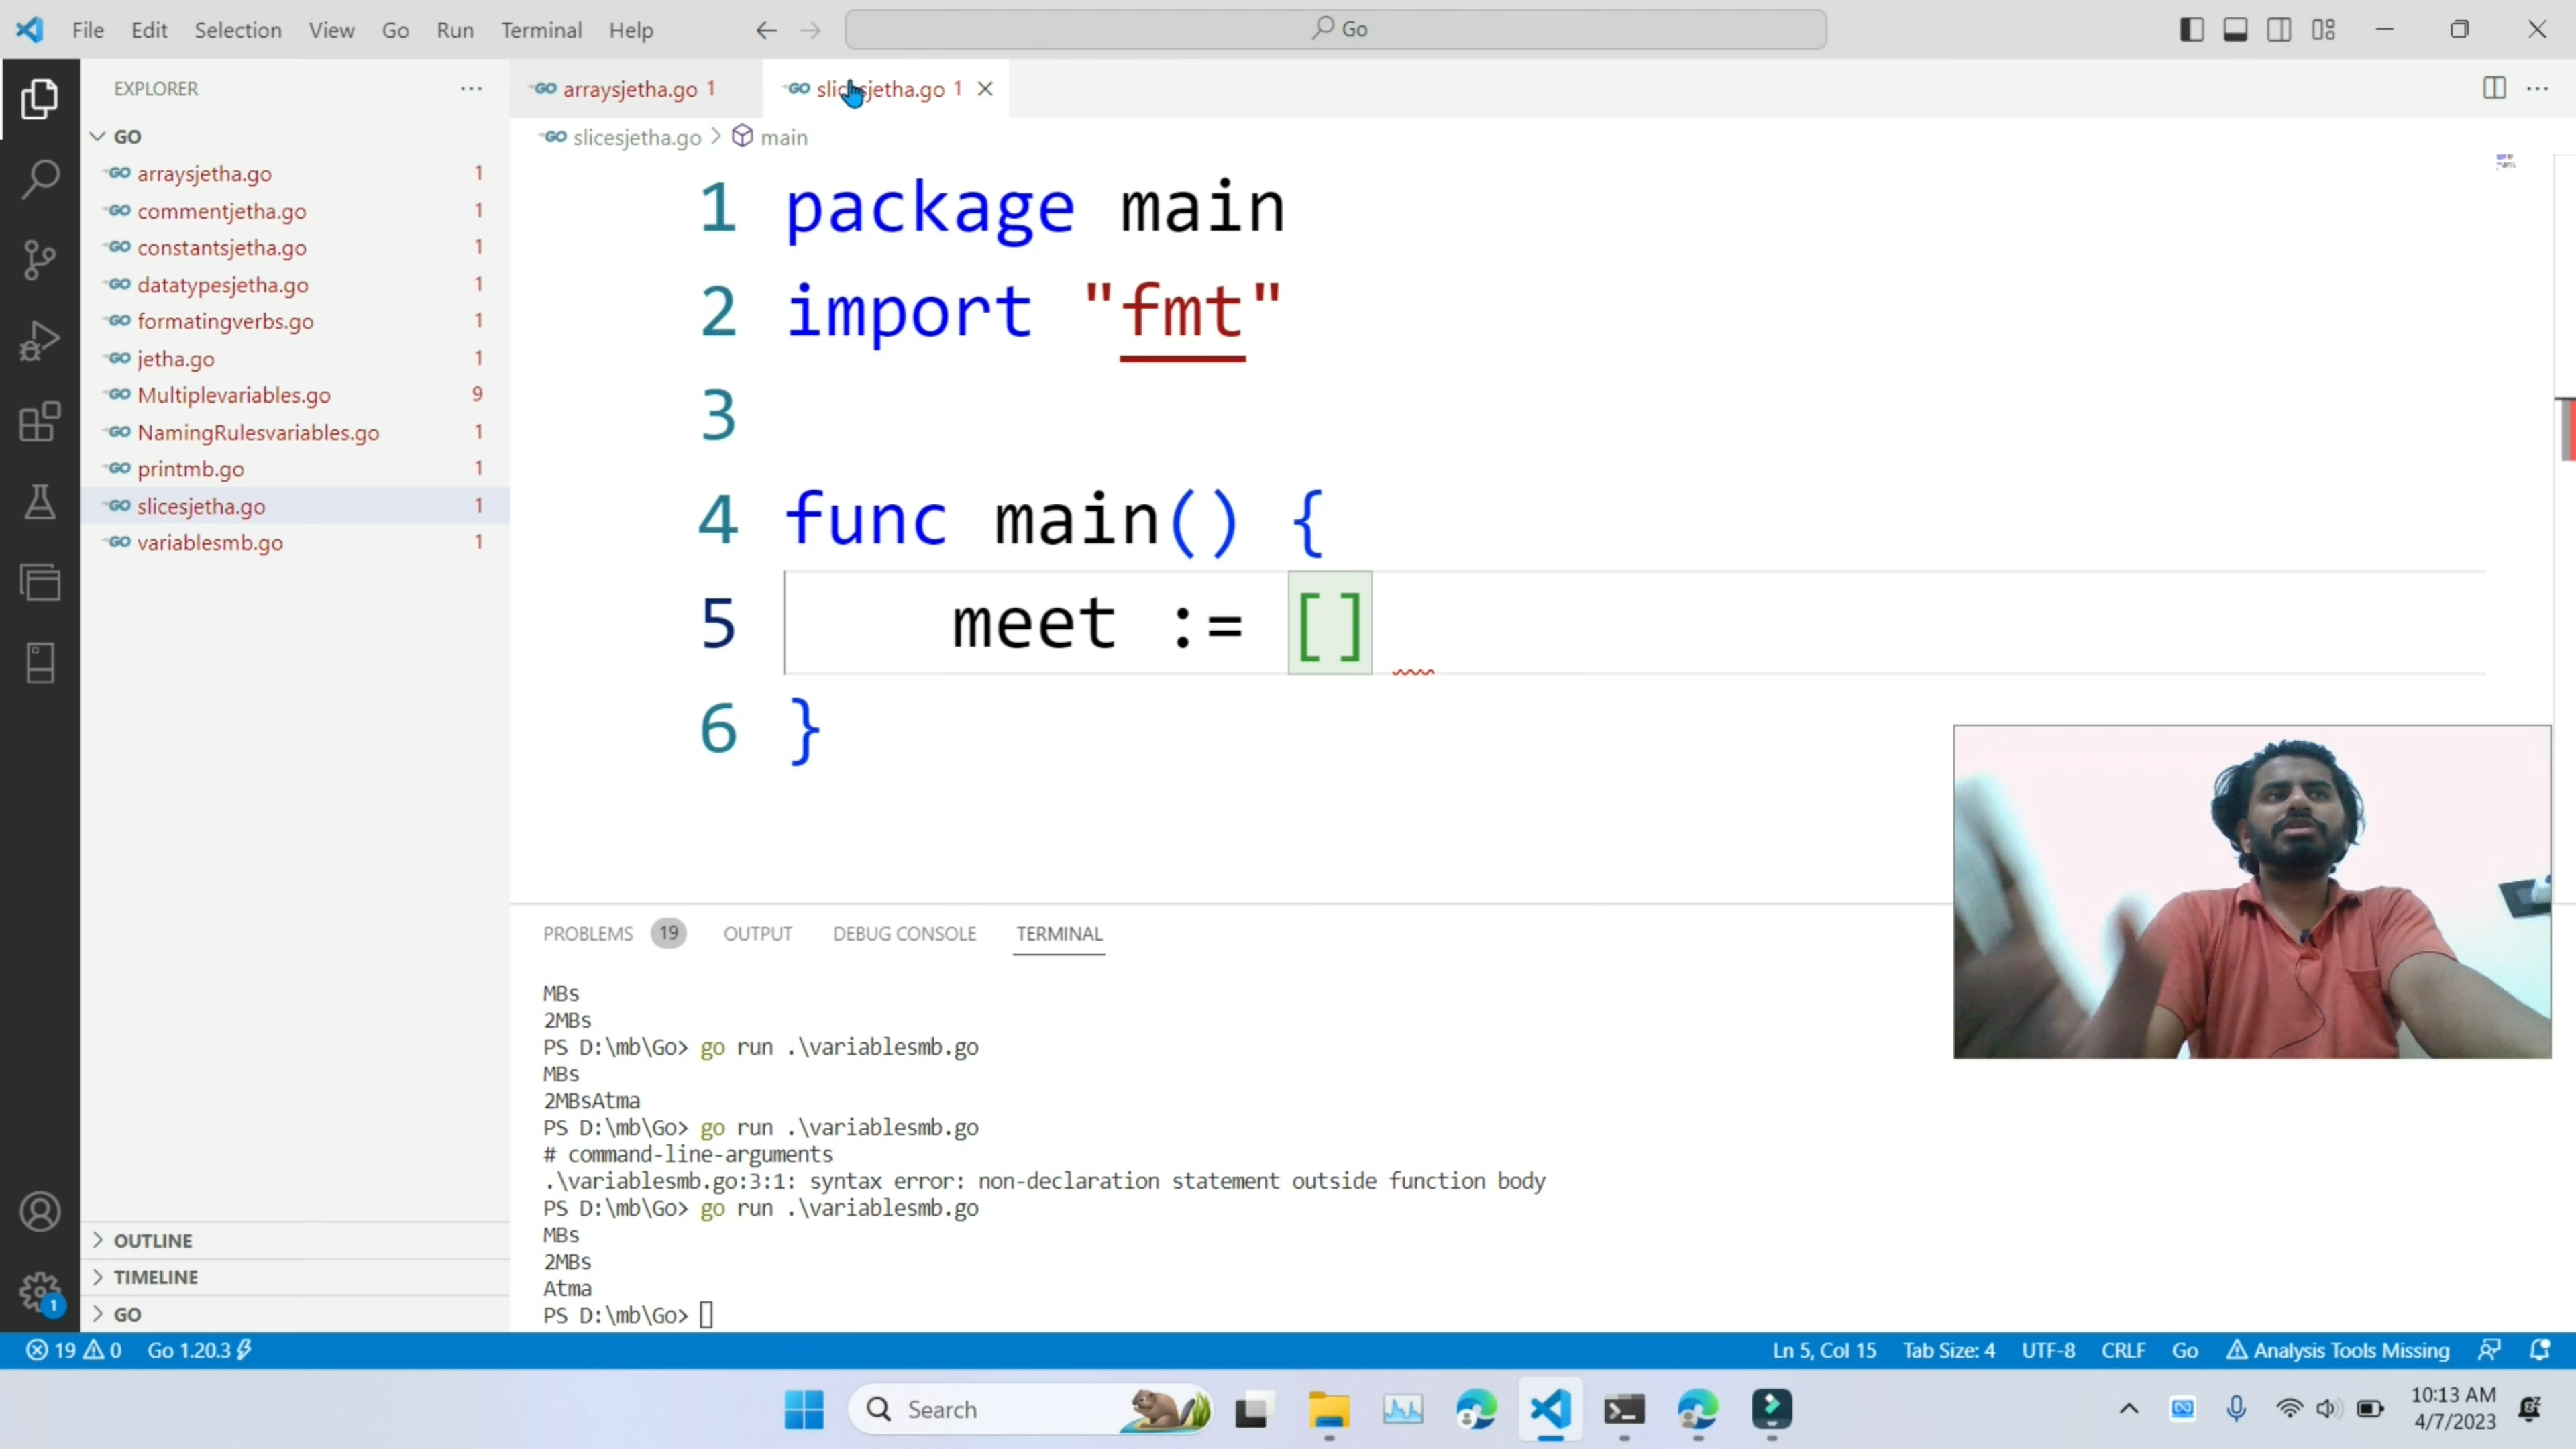 File Edit Selection View Go Run Terminal Help
Go
EXPLORER
GO
arraysjetha.go 1
commentjetha.go 1
constantsjetha.go 1
datatypesjetha.go 1
formatingverbs.go 1
jetha.go 1
Multiplevariables.go 9
NamingRulesvariables.go 1
printmb.go 1
slicesjetha.go 1
variablesmb.go 1
OUTLINE
TIMELINE
GO
arraysjetha.go 1
slicesjetha.go 1
slicesjetha.go > main
1 package main
2 import "fmt"
3
4 func main() {
5 meet := []
6 }
PROBLEMS 19 OUTPUT DEBUG CONSOLE TERMINAL
MBs
2MBs
PS D:\mb\Go> go run .\variablesmb.go
MBs
2MBsAtma
PS D:\mb\Go> go run .\variablesmb.go
# command-line-arguments
.\variablesmb.go:3:1: syntax error: non-declaration statement outside function body
PS D:\mb\Go> go run .\variablesmb.go
MBs
2MBs
Atma
PS D:\mb\Go>
19 0 Go 1.20.3 Ln 5, Col 15 Tab Size: 4 UTF-8 CRLF Go Analysis Tools Missing
1
Search
10:13 AM
4/7/2023